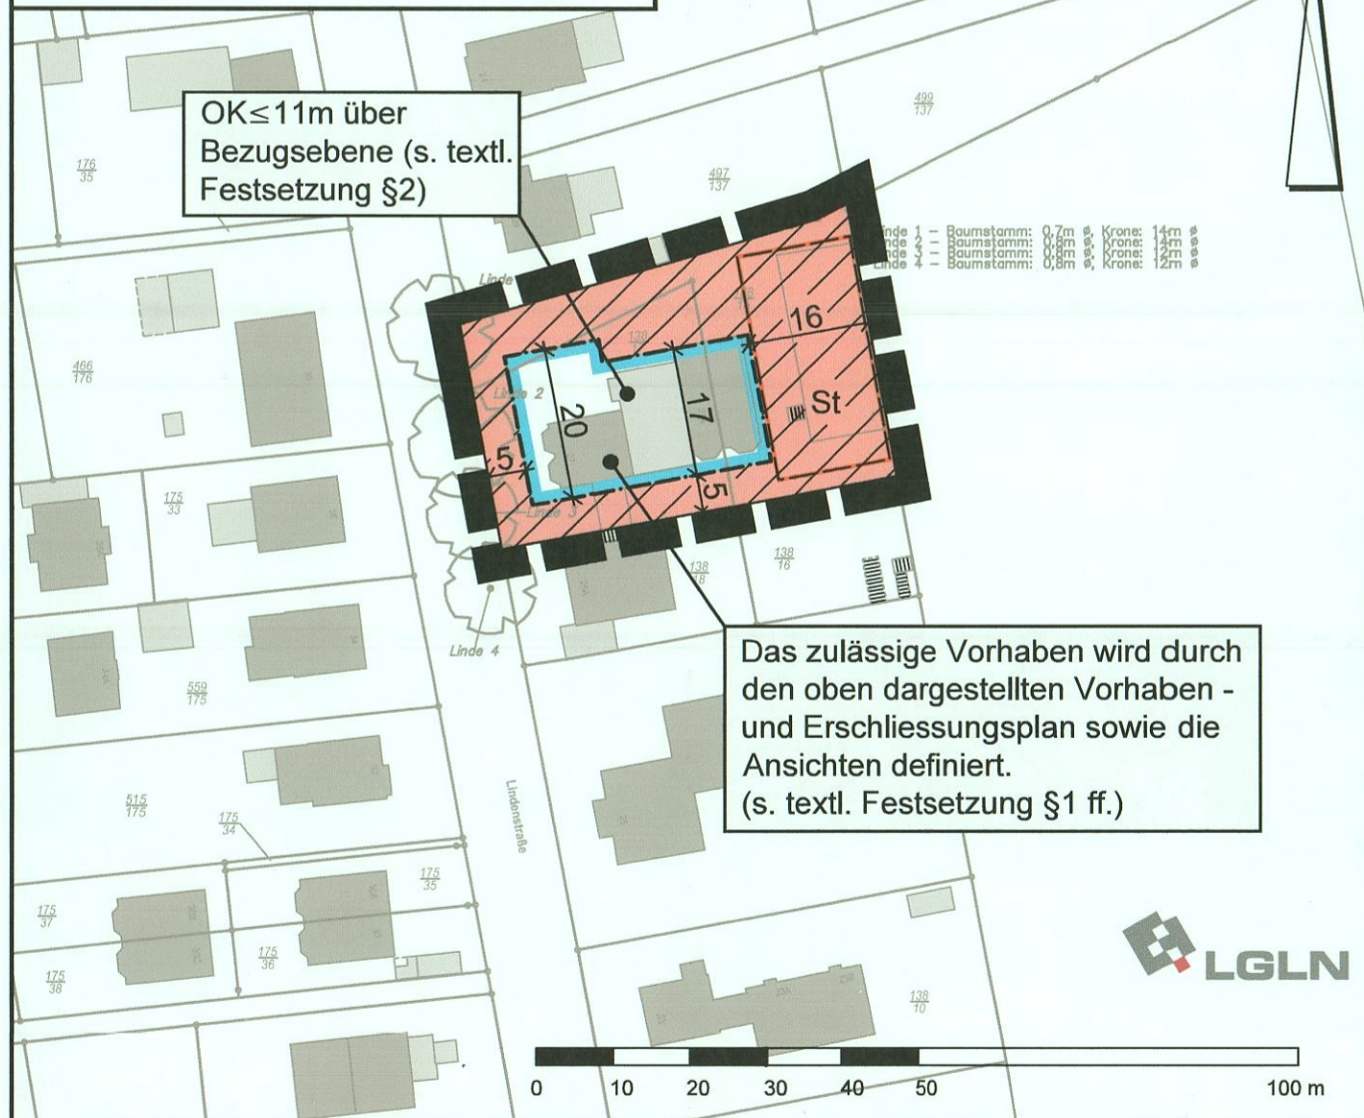 OK≤11m über
Bezugsebene (s. textl.
Festsetzung §2)
176
35
499
137
497
137
Linde
nde 1 - Baumstamm: 0,7m ø, Krone: 14m ø
nde 2 - Baumstamm: 0,8m ø, Krone: 14m ø
nde 3 - Baumstamm: 0,8m ø, Krone: 12m ø
Linde 4 - Baumstamm: 0,8m ø, Krone: 12m ø
16
466
176
Linde 2
20
17
St
5
5
Linde 3
175
33
138
18
138
16
Linde 4
559
175
Das zulässige Vorhaben wird durch
den oben dargestellten Vorhaben -
und Erschliessungsplan sowie die
Ansichten definiert.
(s. textl. Festsetzung §1 ff.)
515
175
175
34
Lindenstraße
175
35
175
37
175
36
175
38
138
10
LGLN
0 10 20 30 40 50 100 m